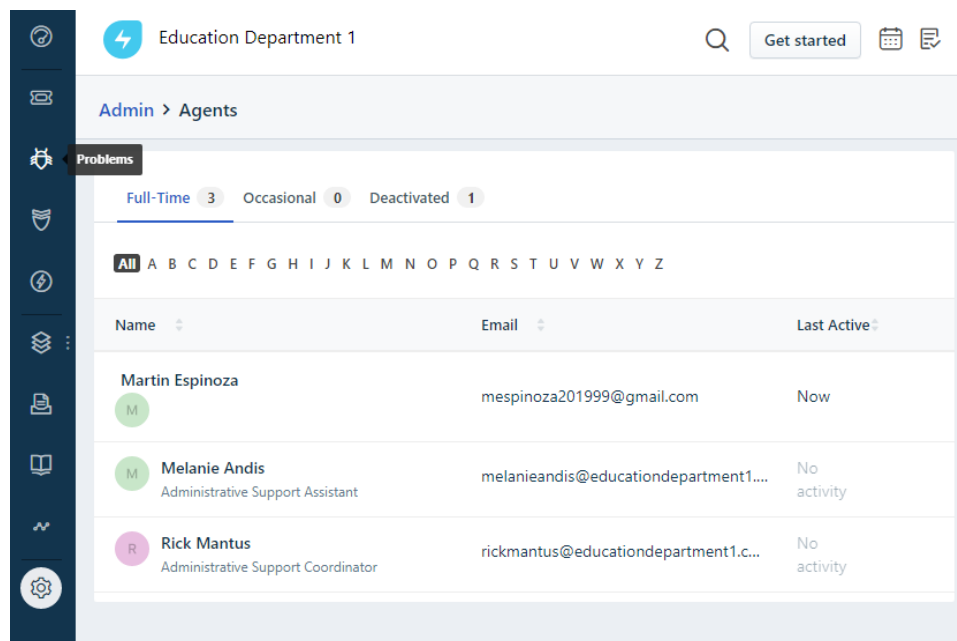 Education Department 1
Get started
Admin > Agents
Problems
Full-Time 3 Occasional 0 Deactivated 1
All A B C D E F G H I J K L M N O P Q R S T U V W X Y Z
Name Email Last Active
Martin Espinoza
M
mespinoza201999@gmail.com
Now
M
Melanie Andis
Administrative Support Assistant
melanieandis@educationdepartment1....
No
activity
R
Rick Mantus
Administrative Support Coordinator
rickmantus@educationdepartment1.c...
No
activity